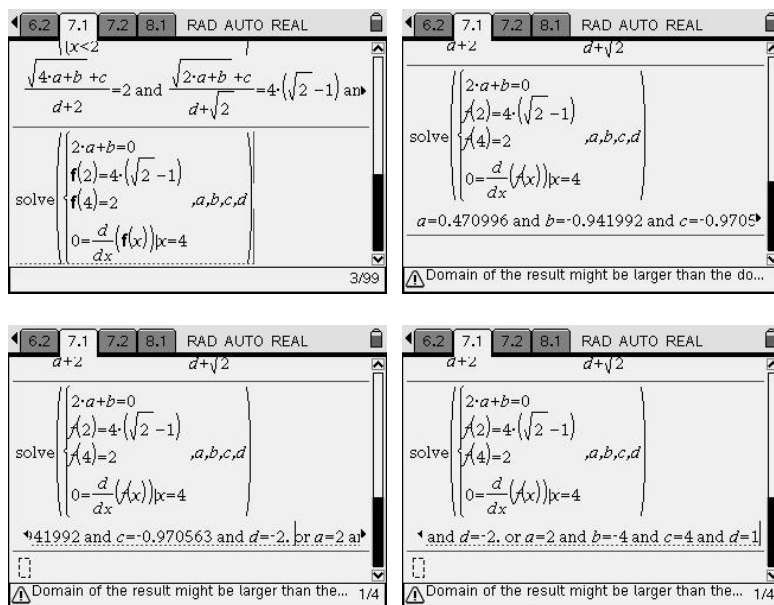 6.2 7.1 7.2 8.1 RAD AUTO REAL
x<2
√(4·a+b) +c / d+2 =2 and √(2·a+b) +c / d+√2 =4·(√2 -1) an
solve
2·a+b=0
f(2)=4·(√2 -1)
f(4)=2 ,a,b,c,d
0=d/dx(f(x))|x=4
3/99
6.2 7.1 7.2 8.1 RAD AUTO REAL
d+2 d+√2
solve
2·a+b=0
f(2)=4·(√2 -1)
f(4)=2 ,a,b,c,d
0=d/dx(f(x))|x=4
a=0.470996 and b=-0.941992 and c=-0.9705
⚠Domain of the result might be larger than the do...
6.2 7.1 7.2 8.1 RAD AUTO REAL
d+2 d+√2
solve
2·a+b=0
f(2)=4·(√2 -1)
f(4)=2 ,a,b,c,d
0=d/dx(f(x))|x=4
941992 and c=-0.970563 and d=-2. or a=2 a
⚠Domain of the result might be larger than the... 1/4
6.2 7.1 7.2 8.1 RAD AUTO REAL
d+2 d+√2
solve
2·a+b=0
f(2)=4·(√2 -1)
f(4)=2 ,a,b,c,d
0=d/dx(f(x))|x=4
and d=-2. or a=2 and b=-4 and c=4 and d=1
⚠Domain of the result might be larger than the... 1/4